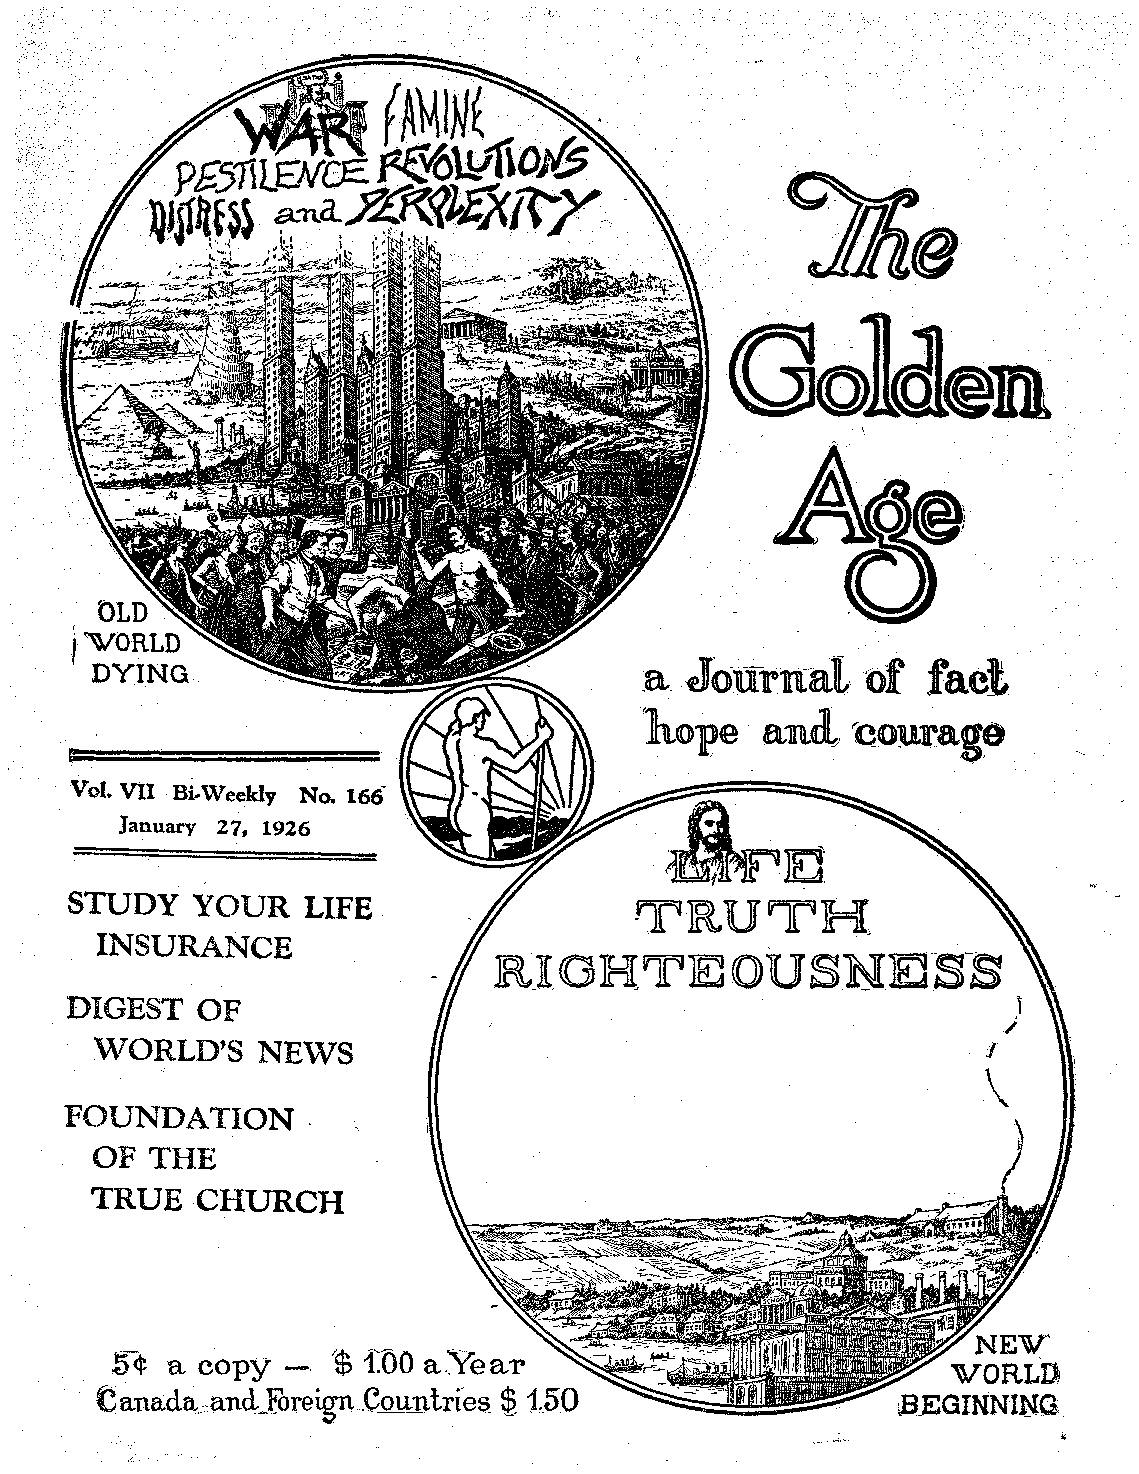 WAR FAMINE
PESTILENCE REVOLUTIONS
DISTRESS and PERPLEXITY
The
Golden
Age
OLD
WORLD
DYING
a Journal of fact
hope and courage
Vol. VII Bi-Weekly No. 166
January 27, 1926
STUDY YOUR LIFE
INSURANCE
DIGEST OF
WORLD'S NEWS
FOUNDATION
OF THE
TRUE CHURCH
LIFE
TRUTH
RIGHTEOUSNESS
NEW
WORLD
BEGINNING
5¢ a copy — $ 1.00 a Year
Canada and Foreign Countries $ 1.50